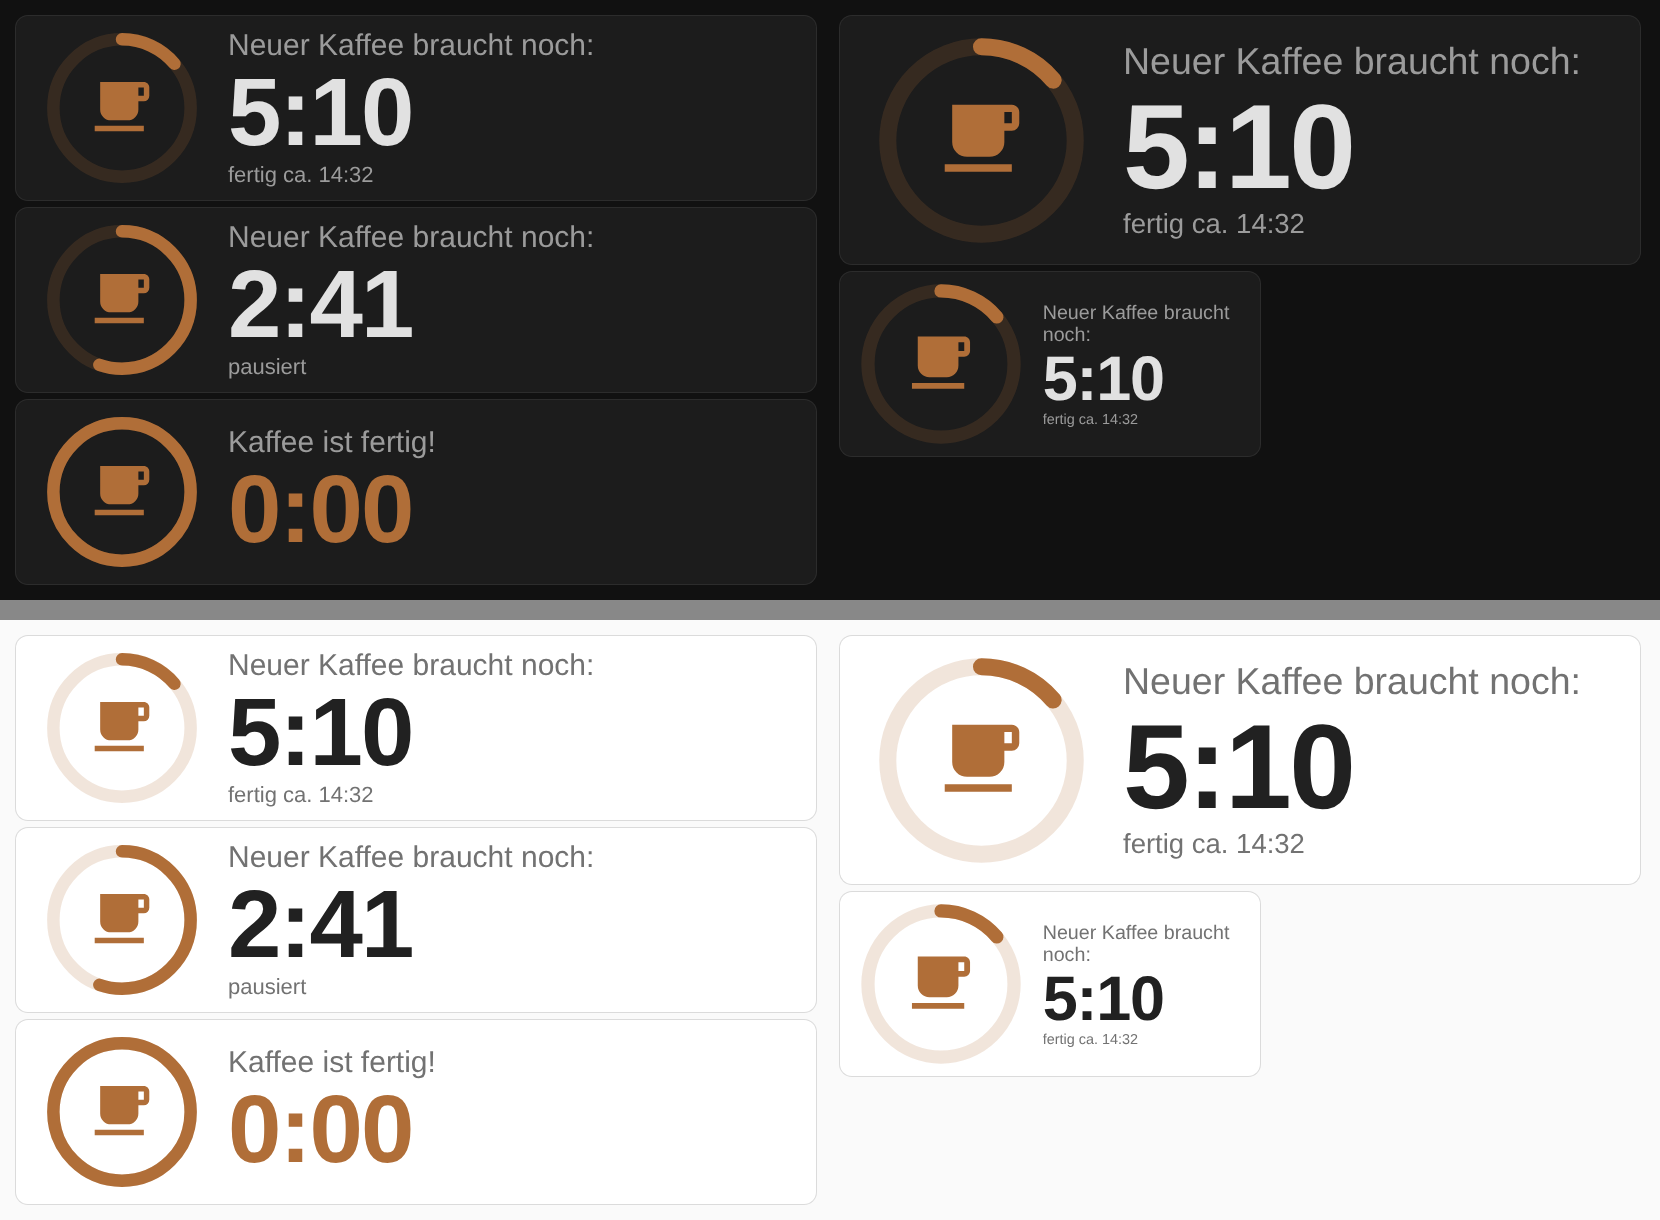 Neuer Kaffee braucht noch:
5:10
fertig ca. 14:32
Neuer Kaffee braucht noch:
2:41
pausiert
Kaffee ist fertig!
0:00
Neuer Kaffee braucht noch:
5:10
fertig ca. 14:32
Neuer Kaffee braucht
noch:
5:10
fertig ca. 14:32
Neuer Kaffee braucht noch:
5:10
fertig ca. 14:32
Neuer Kaffee braucht noch:
2:41
pausiert
Kaffee ist fertig!
0:00
Neuer Kaffee braucht noch:
5:10
fertig ca. 14:32
Neuer Kaffee braucht
noch:
5:10
fertig ca. 14:32